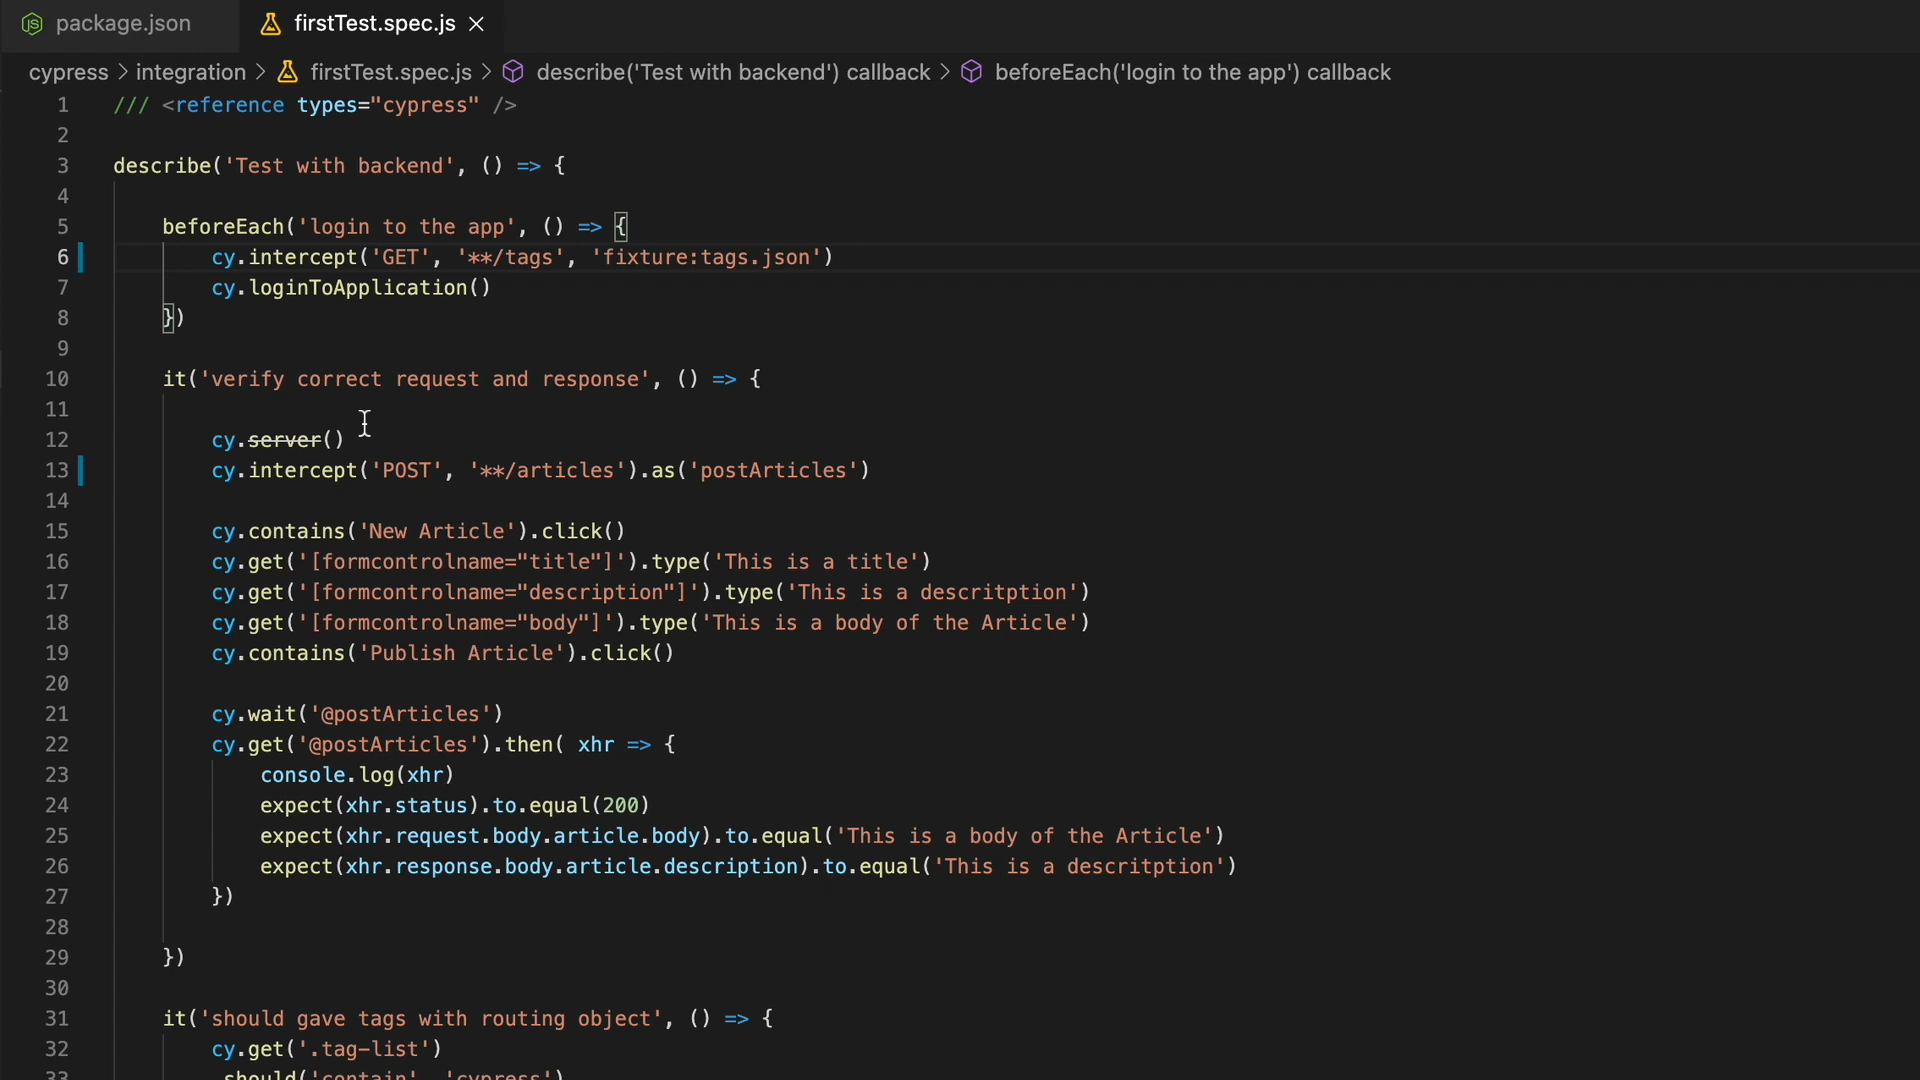 package.json
firstTest.spec.js
cypress > integration > firstTest.spec.js > describe('Test with backend') callback > beforeEach('login to the app') callback
1 /// <reference types="cypress" />
2
3 describe('Test with backend', () => {
4
5 beforeEach('login to the app', () => {
6 cy.intercept('GET', '**/tags', 'fixture:tags.json')
7 cy.loginToApplication()
8 })
9
10 it('verify correct request and response', () => {
11
12 cy.server()
13 cy.intercept('POST', '**/articles').as('postArticles')
14
15 cy.contains('New Article').click()
16 cy.get('[formcontrolname="title"]').type('This is a title')
17 cy.get('[formcontrolname="description"]').type('This is a descritption')
18 cy.get('[formcontrolname="body"]').type('This is a body of the Article')
19 cy.contains('Publish Article').click()
20
21 cy.wait('@postArticles')
22 cy.get('@postArticles').then( xhr => {
23 console.log(xhr)
24 expect(xhr.status).to.equal(200)
25 expect(xhr.request.body.article.body).to.equal('This is a body of the Article')
26 expect(xhr.response.body.article.description).to.equal('This is a descritption')
27 })
28
29 })
30
31 it('should gave tags with routing object', () => {
32 cy.get('.tag-list')
33 .should('contain', 'cypress')